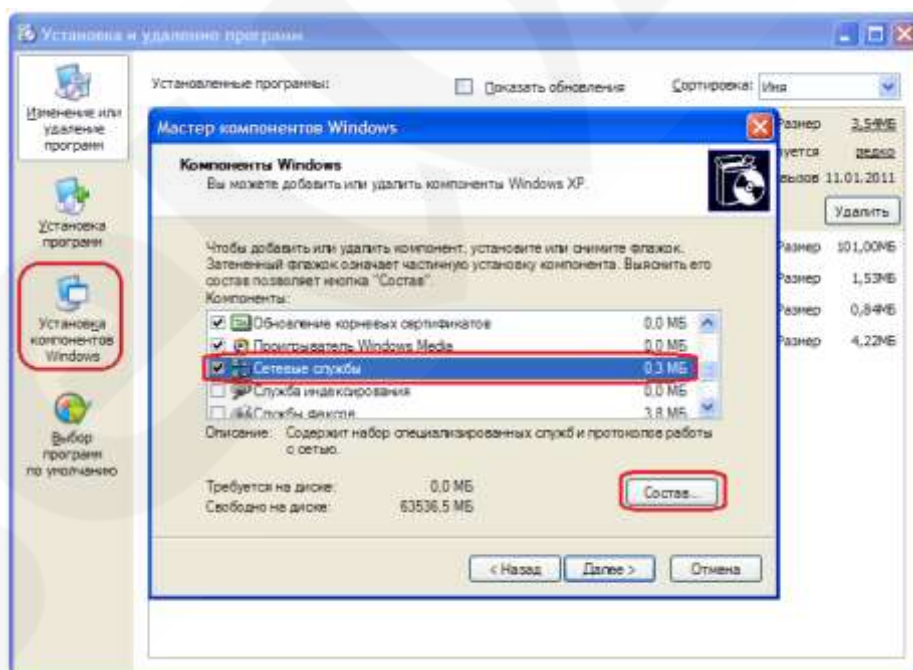 Установка и удаление программ
Изменение или
удаление
программ
Установка
программ
Установка
компонентов
Windows
Выбор
программ
по умолчанию
Установленные программы:
Показать обновления
Сортировка: Имя
Размер 3,54МБ
редко
11.01.2011
Удалить
Размер 101,00МБ
Размер 1,53МБ
Размер 0,84МБ
Размер 4,22МБ
Мастер компонентов Windows
Компоненты Windows
Вы можете добавить или удалить компоненты Windows XP.
Чтобы добавить или удалить компонент, установите или снимите флажок.
Затененный флажок означает частичную установку компонента. Выяснить его
состав позволяет кнопка "Состав".
Компоненты:
Обновление корневых сертификатов 0,0 МБ
Проигрыватель Windows Media 0,0 МБ
Сетевые службы 0,3 МБ
Служба индексирования 0,0 МБ
Службы факсов 3,8 МБ
Описание: Содержит набор специализированных служб и протоколов работы
с сетью.
Требуется на диске: 0,0 МБ
Свободно на диске: 63536,5 МБ
Состав...
< Назад
Далее >
Отмена